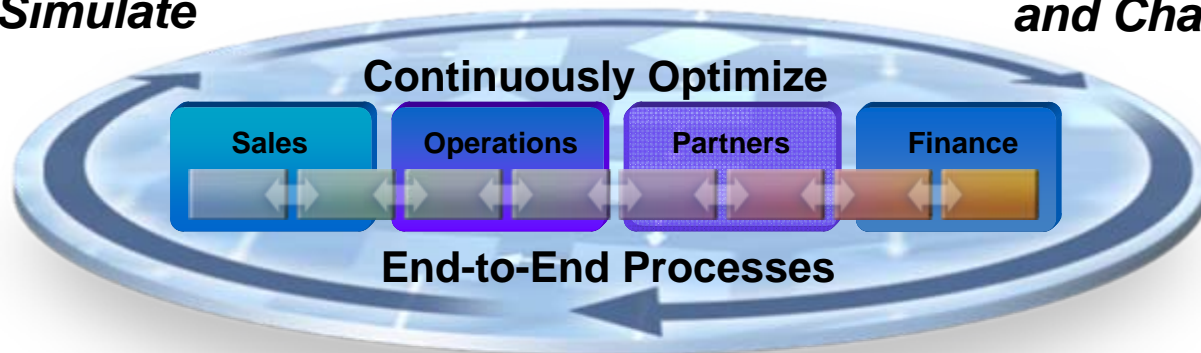 Simulate
and Cha
Continuously Optimize
Sales
Operations
Partners
Finance
End-to-End Processes